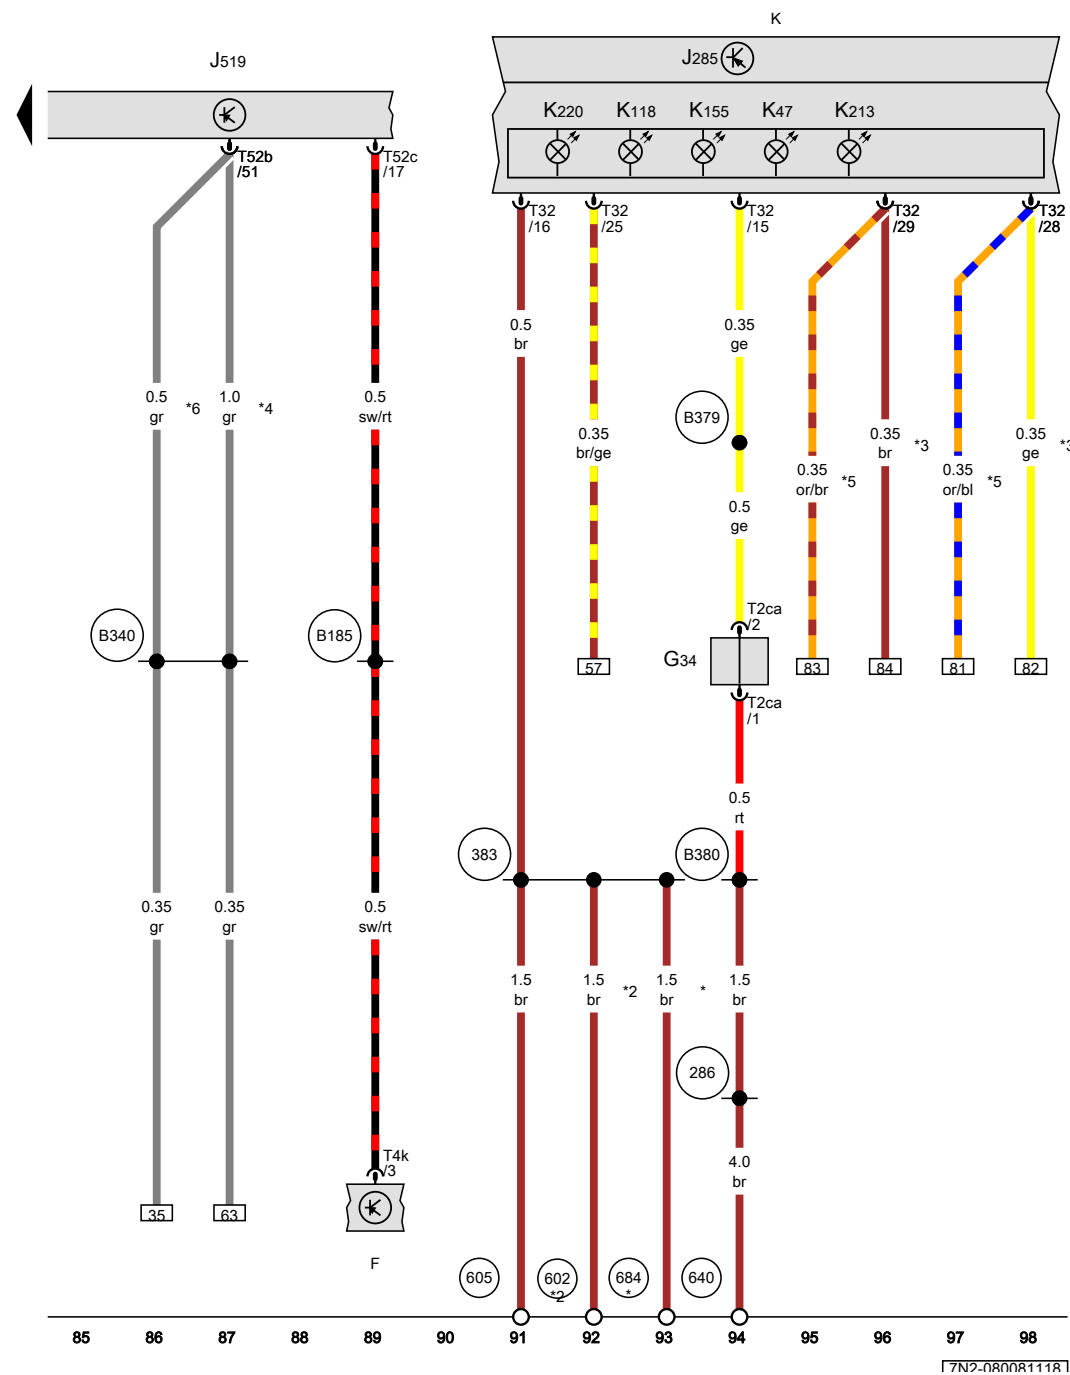 K
J519
J285
K220 K118 K155 K47 K213
T52b
/51
T52c
/17
T32
/16
T32
/25
T32
/15
T32
/29
T32
/28
0.5
br
0.35
ge
0.5
gr
*6
1.0
gr
*4
0.5
sw/rt
B379
0.35
br/ge
0.35
br
*3
0.35
ge
0.35
or/br
*5
0.35
or/bl
*5
0.5
ge
T2ca
/2
B340
B185
G34
57
83
84
81
82
T2ca
/1
0.5
rt
383
B380
0.35
gr
0.35
gr
0.5
sw/rt
1.5
br
1.5
br
*2
1.5
br
*
1.5
br
286
T4k
/3
4.0
br
35
63
F
605
602
*2
684
*
640
85 86 87 88 89 90 91 92 93 94 95 96 97 98
7N2-080081118